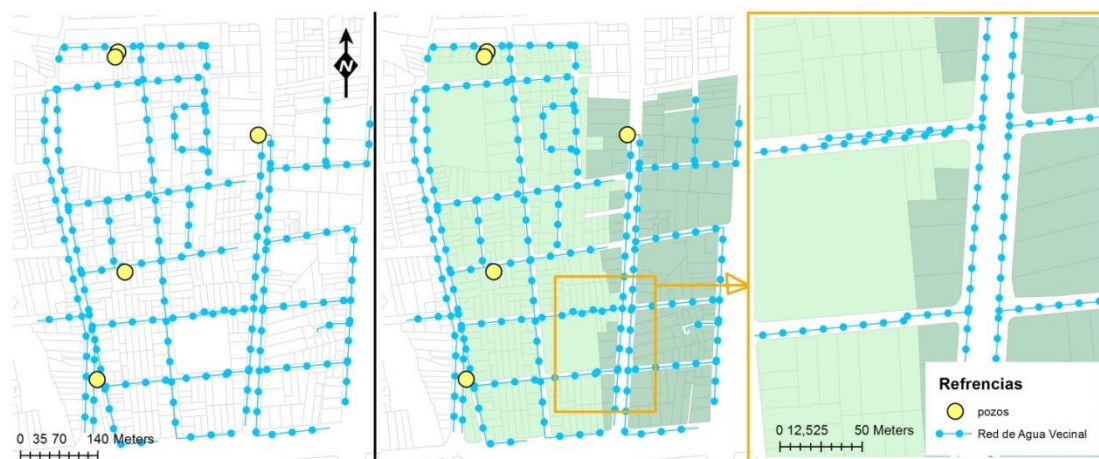 N
0 35 70 140 Meters
Refrencias
pozos
Red de Agua Vecinal
0 12,525 50 Meters